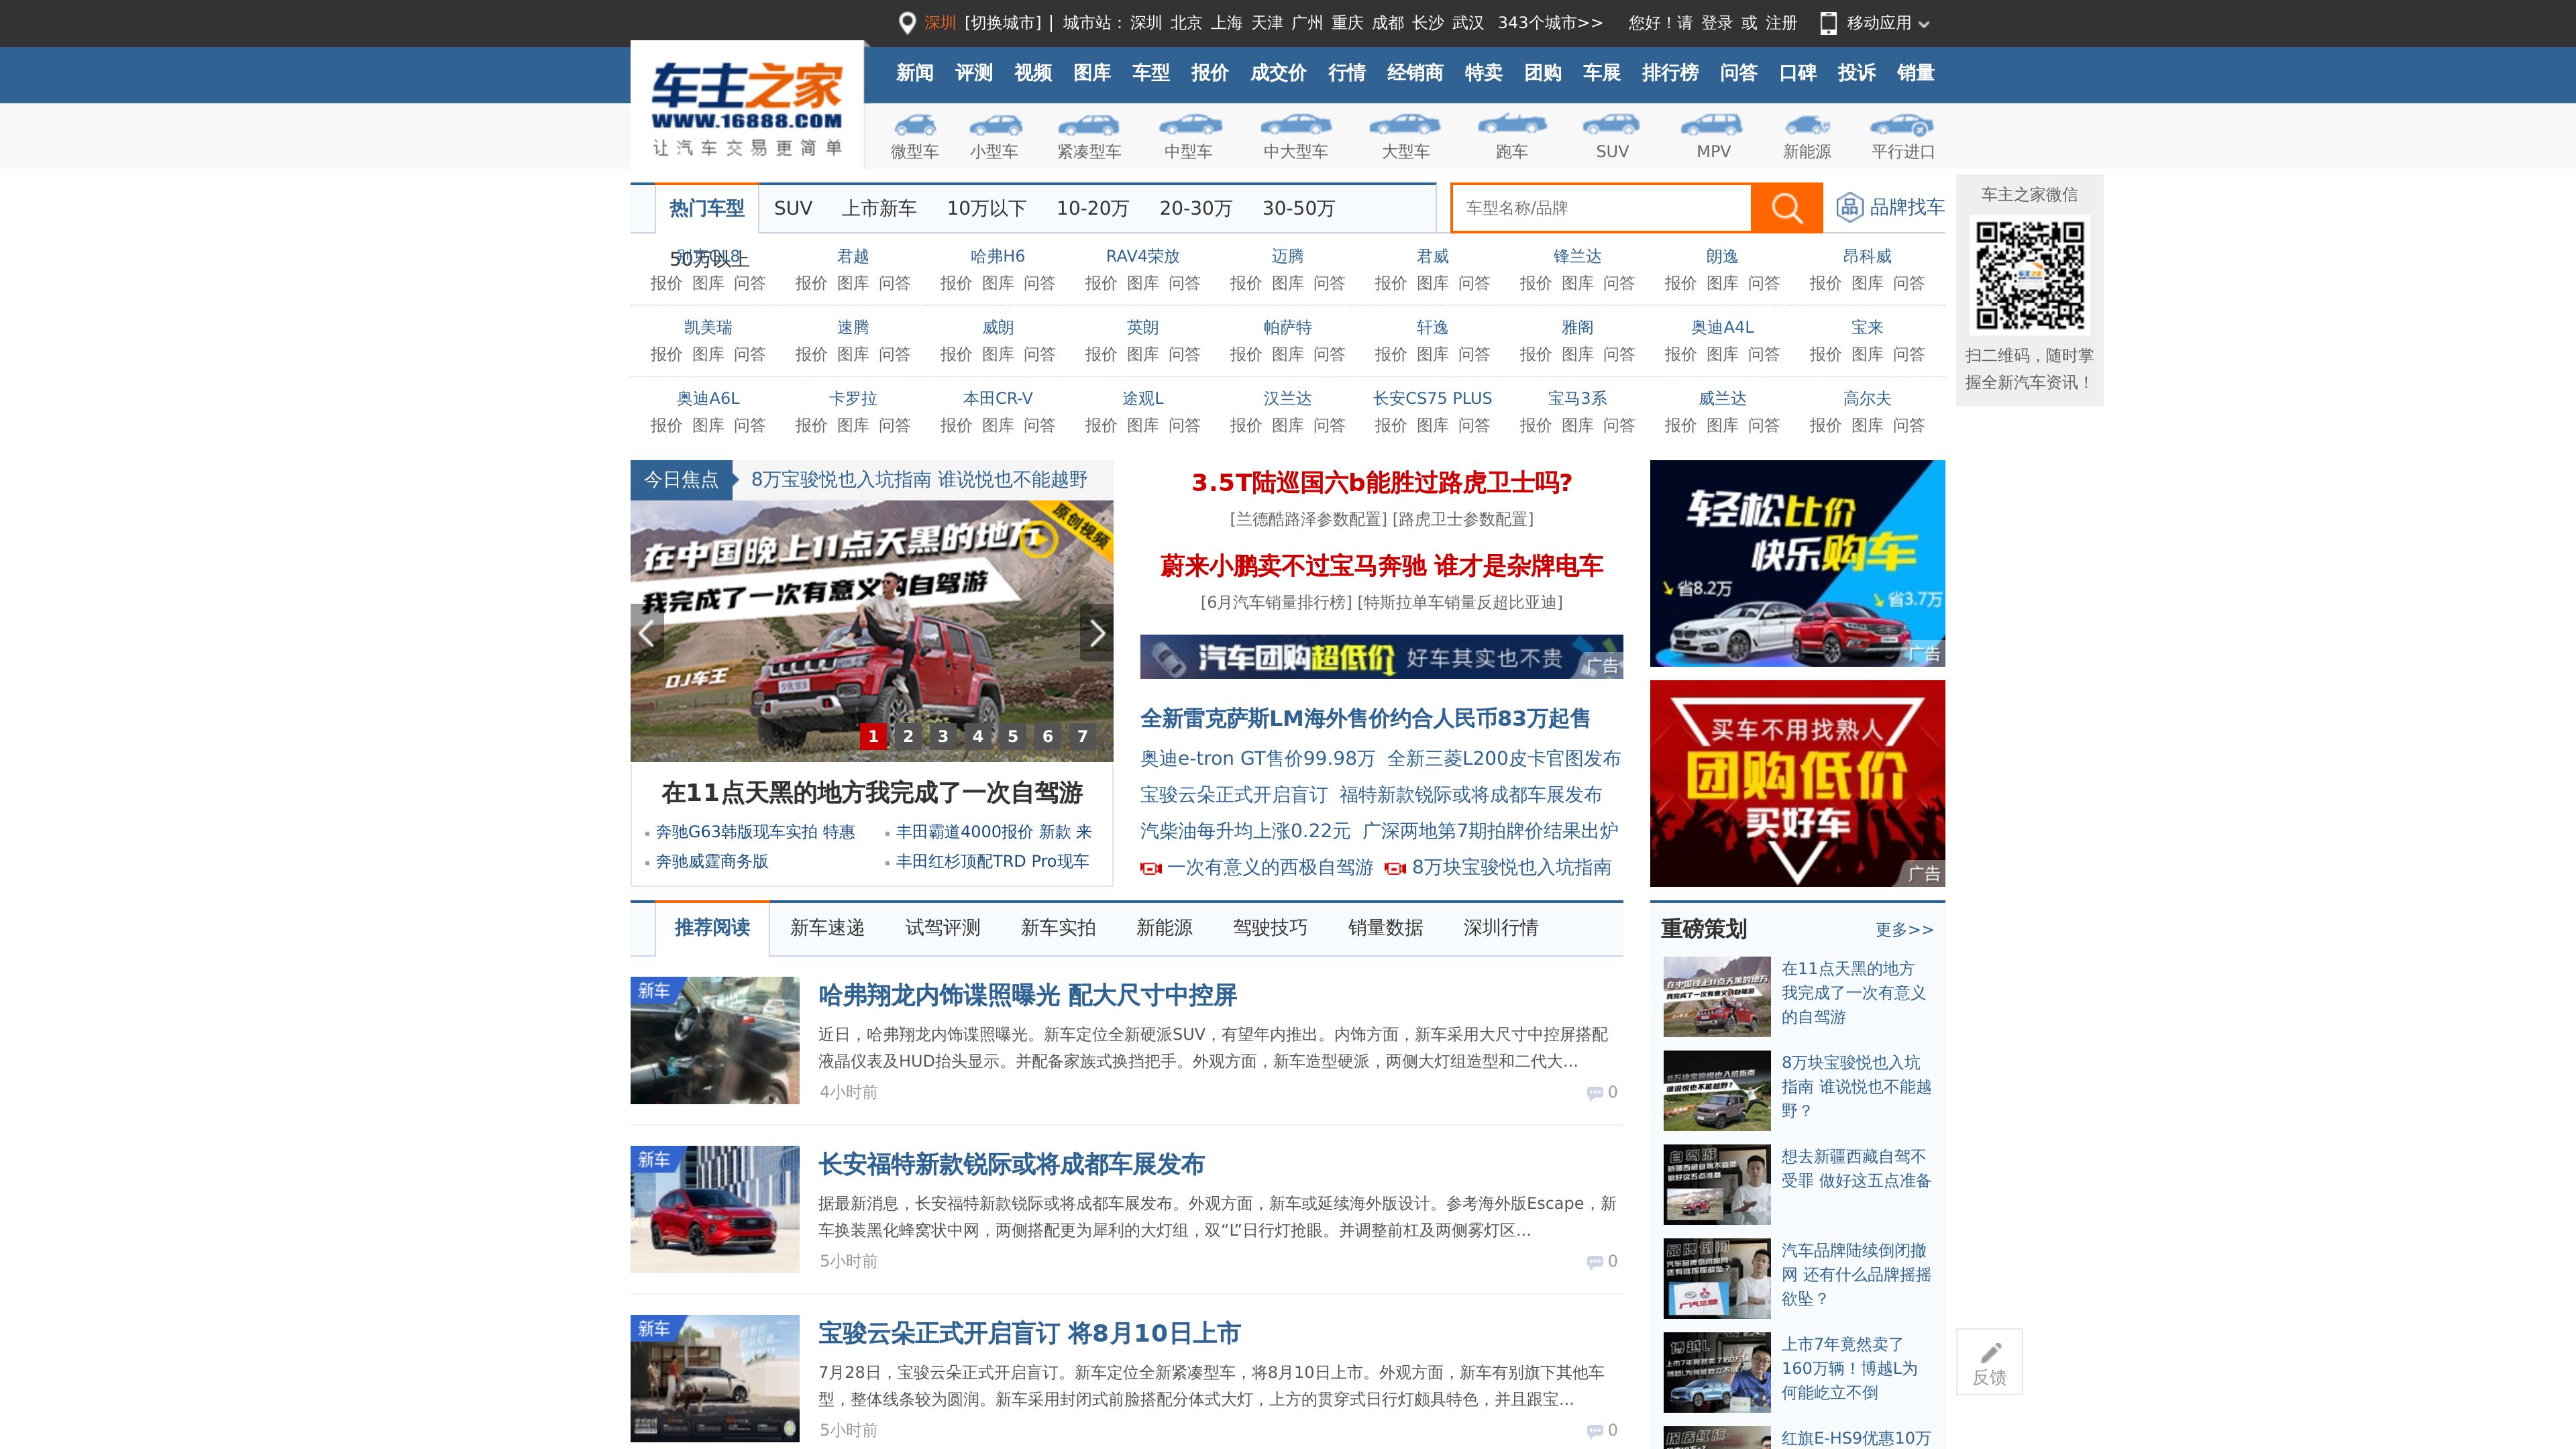 深圳 [切换城市] | 城市站： 深圳 北京 上海 天津 广州 重庆 成都 长沙 武汉 343个城市>> 您好！请 登录 或 注册 移动应用
车主之家
WWW.16888.COM
让汽车交易更简单
新闻 评测 视频 图库 车型 报价 成交价 行情 经销商 特卖 团购 车展 排行榜 问答 口碑 投诉 销量
微型车 小型车 紧凑型车 中型车 中大型车 大型车 跑车 SUV MPV 新能源 平行进口
热门车型 SUV 上市新车 10万以下 10-20万 20-30万 30-50万
50万以上
车型名称/品牌
品牌找车
君越 哈弗H6 RAV4荣放 迈腾 君威 锋兰达 朗逸 昂科威
报价 图库 问答 报价 图库 问答 报价 图库 问答 报价 图库 问答 报价 图库 问答 报价 图库 问答 报价 图库 问答 报价 图库 问答 报价 图库 问答
凯美瑞 速腾 威朗 英朗 帕萨特 轩逸 雅阁 奥迪A4L 宝来
报价 图库 问答 报价 图库 问答 报价 图库 问答 报价 图库 问答 报价 图库 问答 报价 图库 问答 报价 图库 问答 报价 图库 问答 报价 图库 问答
奥迪A6L 卡罗拉 本田CR-V 途观L 汉兰达 长安CS75 PLUS 宝马3系 威兰达 高尔夫
报价 图库 问答 报价 图库 问答 报价 图库 问答 报价 图库 问答 报价 图库 问答 报价 图库 问答 报价 图库 问答 报价 图库 问答 报价 图库 问答
车主之家微信
扫二维码，随时掌
握全新汽车资讯！
今日焦点 8万宝骏悦也入坑指南 谁说悦也不能越野
原创视频
在中国晚上11点天黑的地方
我完成了一次有意义的自驾游
DJ车王
1 2 3 4 5 6 7
在11点天黑的地方我完成了一次自驾游
奔驰G63韩版现车实拍 特惠
丰田霸道4000报价 新款 来
奔驰威霆商务版
丰田红杉顶配TRD Pro现车
3.5T陆巡国六b能胜过路虎卫士吗?
[兰德酷路泽参数配置] [路虎卫士参数配置]
蔚来小鹏卖不过宝马奔驰 谁才是杂牌电车
[6月汽车销量排行榜] [特斯拉单车销量反超比亚迪]
汽车团购超低价 好车其实也不贵 广告
全新雷克萨斯LM海外售价约合人民币83万起售
奥迪e-tron GT售价99.98万 全新三菱L200皮卡官图发布
宝骏云朵正式开启盲订 福特新款锐际或将成都车展发布
汽柴油每升均上涨0.22元 广深两地第7期拍牌价结果出炉
一次有意义的西极自驾游 8万块宝骏悦也入坑指南
轻松比价
快乐购车
省8.2万
省3.7万
广告
买车不用找熟人
团购低价
买好车
广告
推荐阅读 新车速递 试驾评测 新车实拍 新能源 驾驶技巧 销量数据 深圳行情
新车
哈弗翔龙内饰谍照曝光 配大尺寸中控屏
近日，哈弗翔龙内饰谍照曝光。新车定位全新硬派SUV，有望年内推出。内饰方面，新车采用大尺寸中控屏搭配
液晶仪表及HUD抬头显示。并配备家族式换挡把手。外观方面，新车造型硬派，两侧大灯组造型和二代大...
4小时前 0
新车
长安福特新款锐际或将成都车展发布
据最新消息，长安福特新款锐际或将成都车展发布。外观方面，新车或延续海外版设计。参考海外版Escape，新
车换装黑化蜂窝状中网，两侧搭配更为犀利的大灯组，双“L”日行灯抢眼。并调整前杠及两侧雾灯区...
5小时前 0
新车
宝骏云朵正式开启盲订 将8月10日上市
7月28日，宝骏云朵正式开启盲订。新车定位全新紧凑型车，将8月10日上市。外观方面，新车有别旗下其他车
型，整体线条较为圆润。新车采用封闭式前脸搭配分体式大灯，上方的贯穿式日行灯颇具特色，并且跟宝...
5小时前 0
重磅策划 更多>>
在11点天黑的地方
我完成了一次有意义
的自驾游
8万块宝骏悦也入坑
指南 谁说悦也不能越
野？
想去新疆西藏自驾不
受罪 做好这五点准备
汽车品牌陆续倒闭撤
网 还有什么品牌摇摇
欲坠？
上市7年竟然卖了
160万辆！博越L为
何能屹立不倒
红旗E-HS9优惠10万
反馈